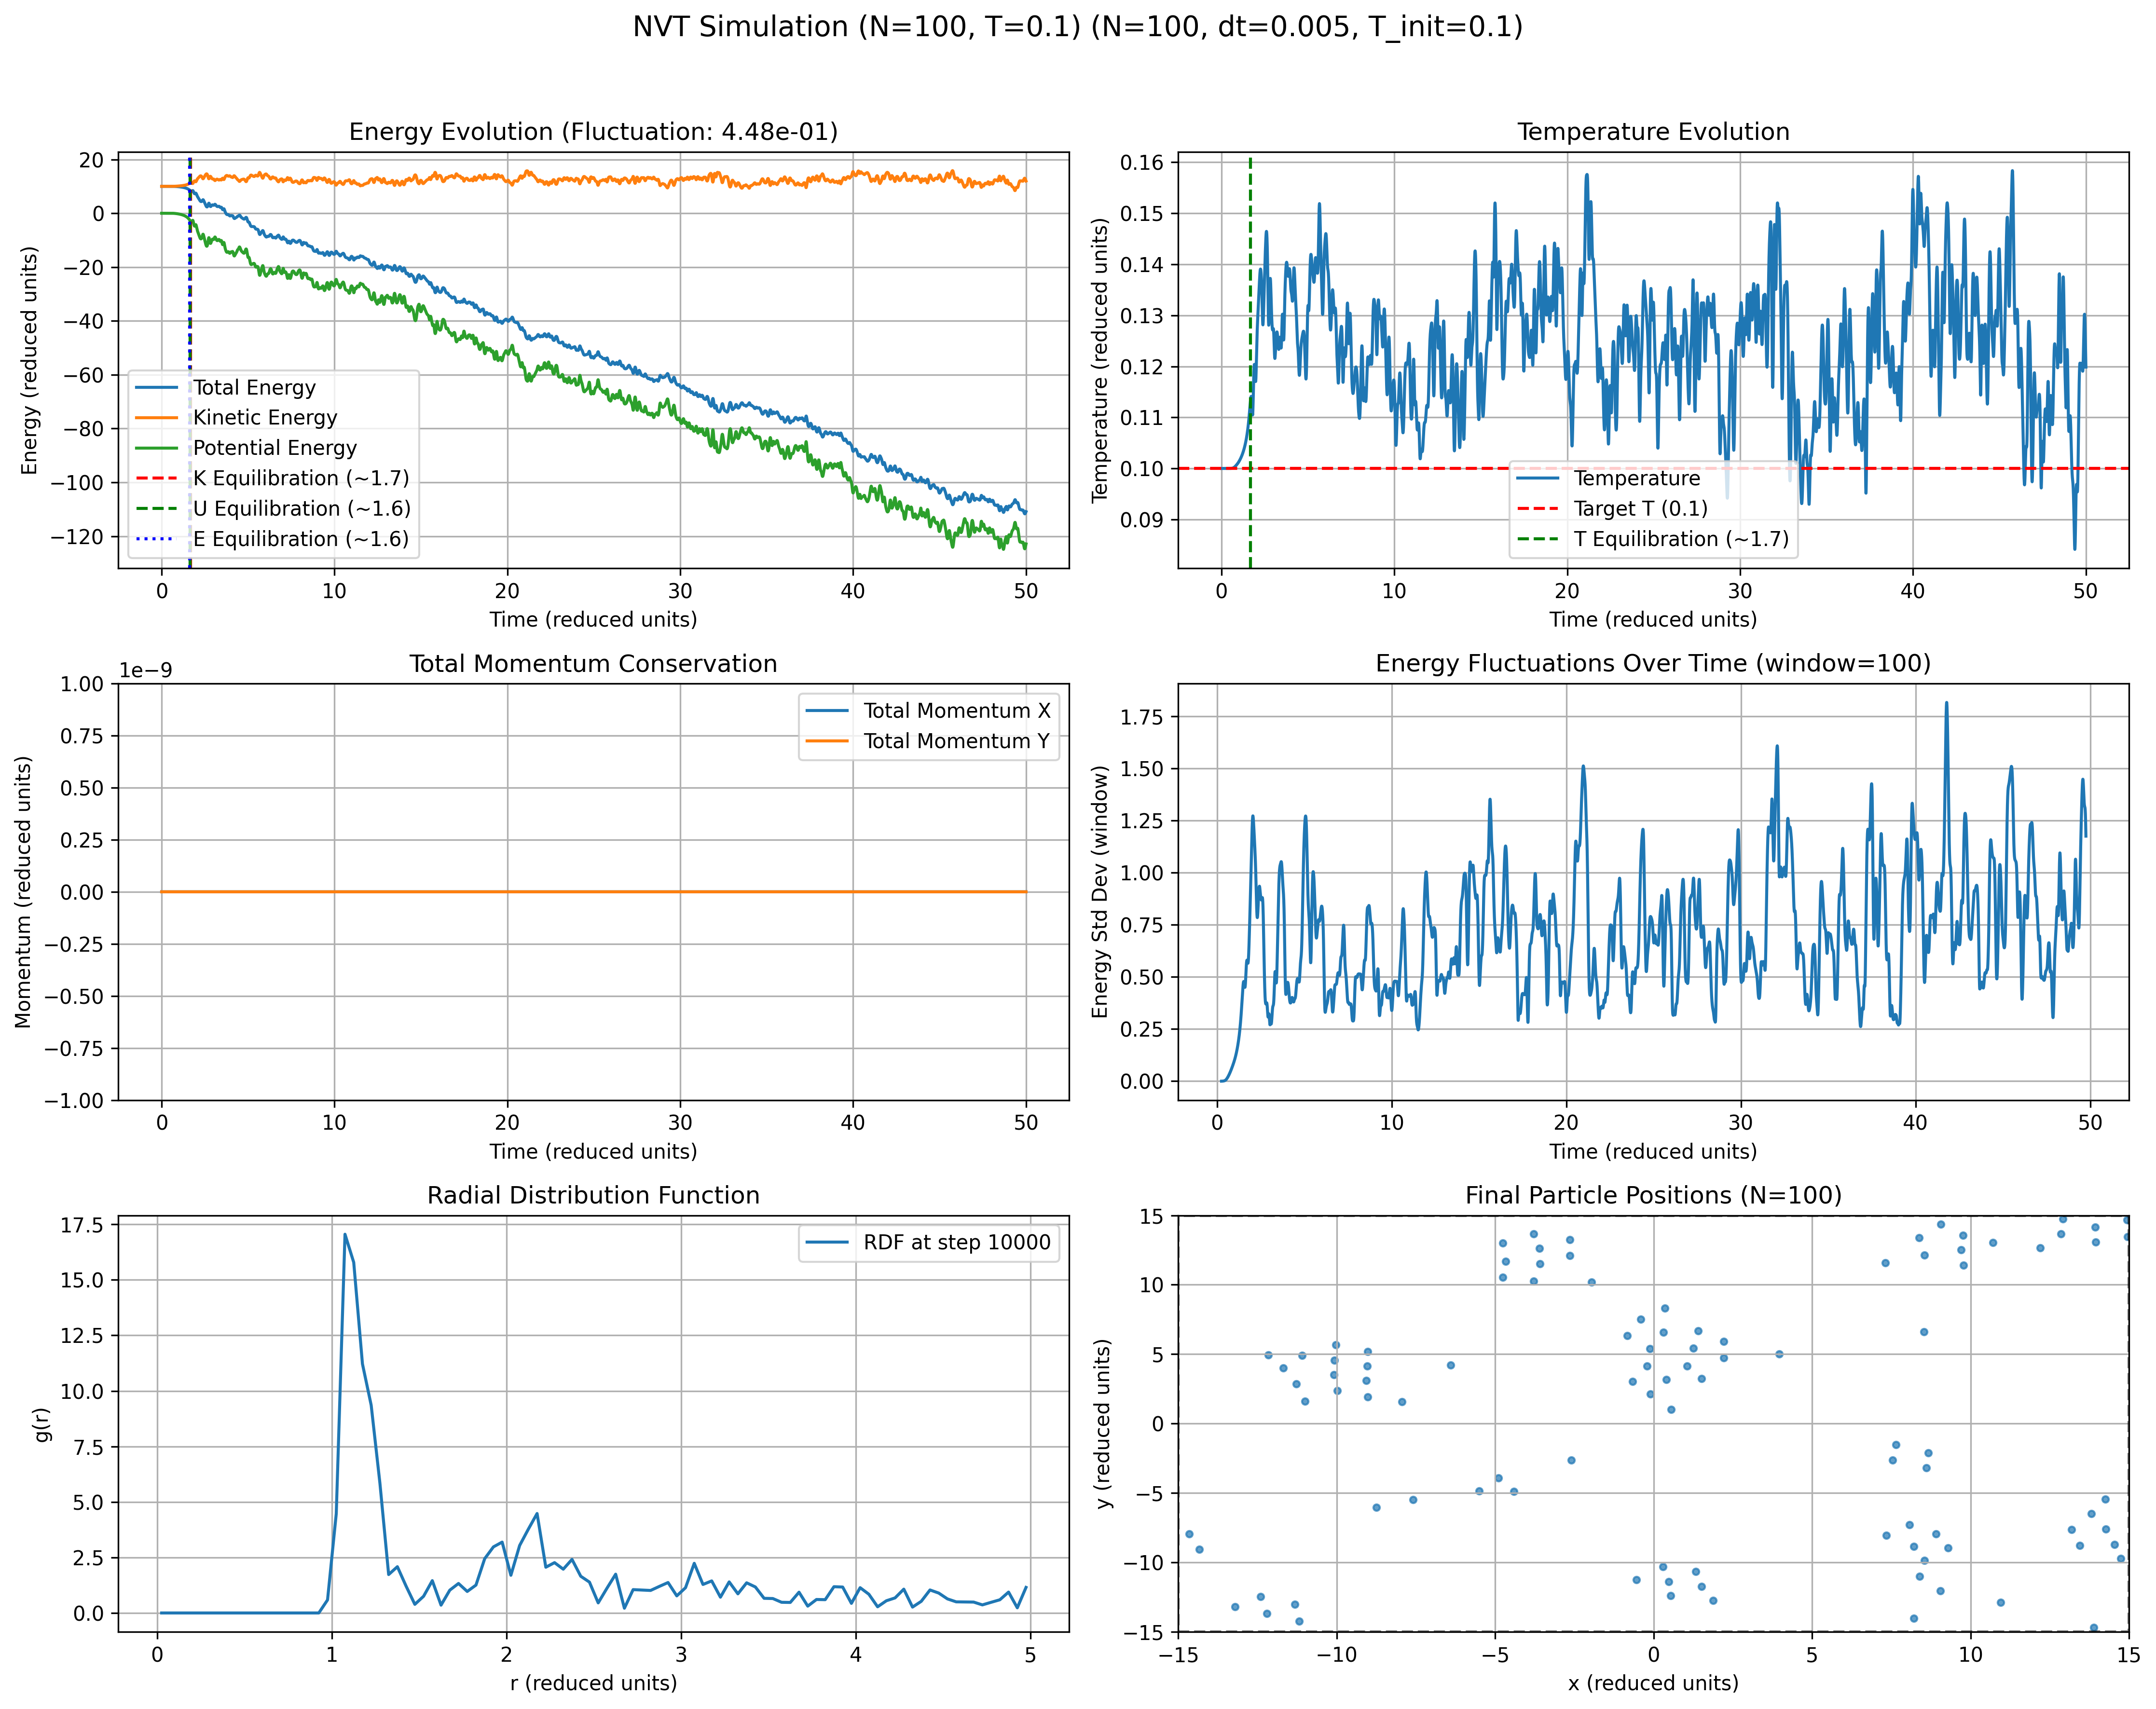 NVT Simulation (N=100, T=0.1) (N=100, dt=0.005, T_init=0.1)
Energy Evolution (Fluctuation: 4.48e-01)
Energy (reduced units)
20
0
−20
−40
−60
−80
−100
−120
Total Energy
Kinetic Energy
Potential Energy
K Equilibration (~1.7)
U Equilibration (~1.6)
E Equilibration (~1.6)
0 10 20 30 40 50
Time (reduced units)
Temperature Evolution
Temperature (reduced units)
0.16
0.15
0.14
0.13
0.12
0.11
0.10
0.09
Temperature
Target T (0.1)
T Equilibration (~1.7)
0 10 20 30 40 50
Time (reduced units)
Total Momentum Conservation
1e−9
Momentum (reduced units)
1.00
0.75
0.50
0.25
0.00
−0.25
−0.50
−0.75
−1.00
Total Momentum X
Total Momentum Y
0 10 20 30 40 50
Time (reduced units)
Energy Fluctuations Over Time (window=100)
Energy Std Dev (window)
1.75
1.50
1.25
1.00
0.75
0.50
0.25
0.00
0 10 20 30 40 50
Time (reduced units)
Radial Distribution Function
g(r)
17.5
15.0
12.5
10.0
7.5
5.0
2.5
0.0
RDF at step 10000
0 1 2 3 4 5
r (reduced units)
Final Particle Positions (N=100)
y (reduced units)
15
10
5
0
−5
−10
−15
−15 −10 −5 0 5 10 15
x (reduced units)